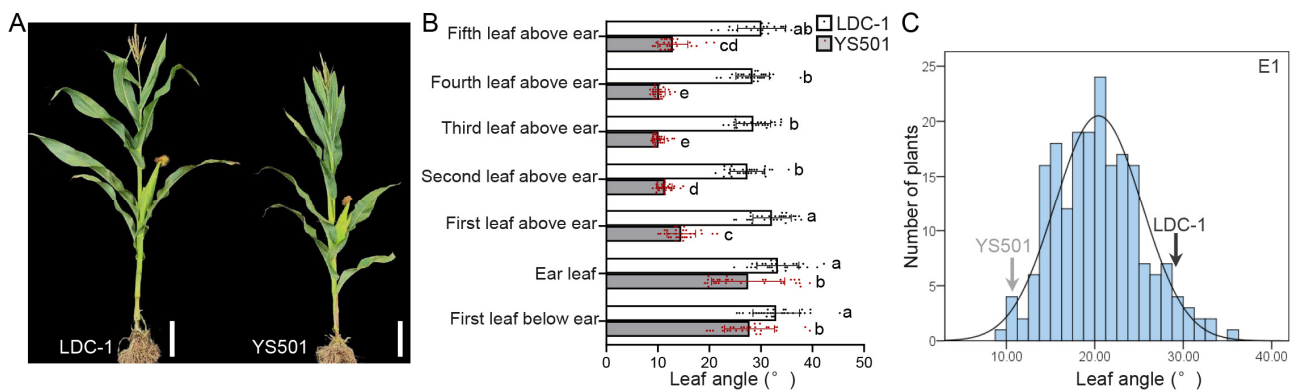 A
LDC-1
YS501
B
LDC-1
YS501
Fifth leaf above ear
ab
cd
Fourth leaf above ear
b
e
Third leaf above ear
b
e
Second leaf above ear
b
d
First leaf above ear
a
c
Ear leaf
a
b
First leaf below ear
a
b
0 10 20 30 40 50
Leaf angle (°)
C
E1
Number of plants
25
20
15
10
5
0
YS501
LDC-1
10.00 20.00 30.00 40.00
Leaf angle (°)